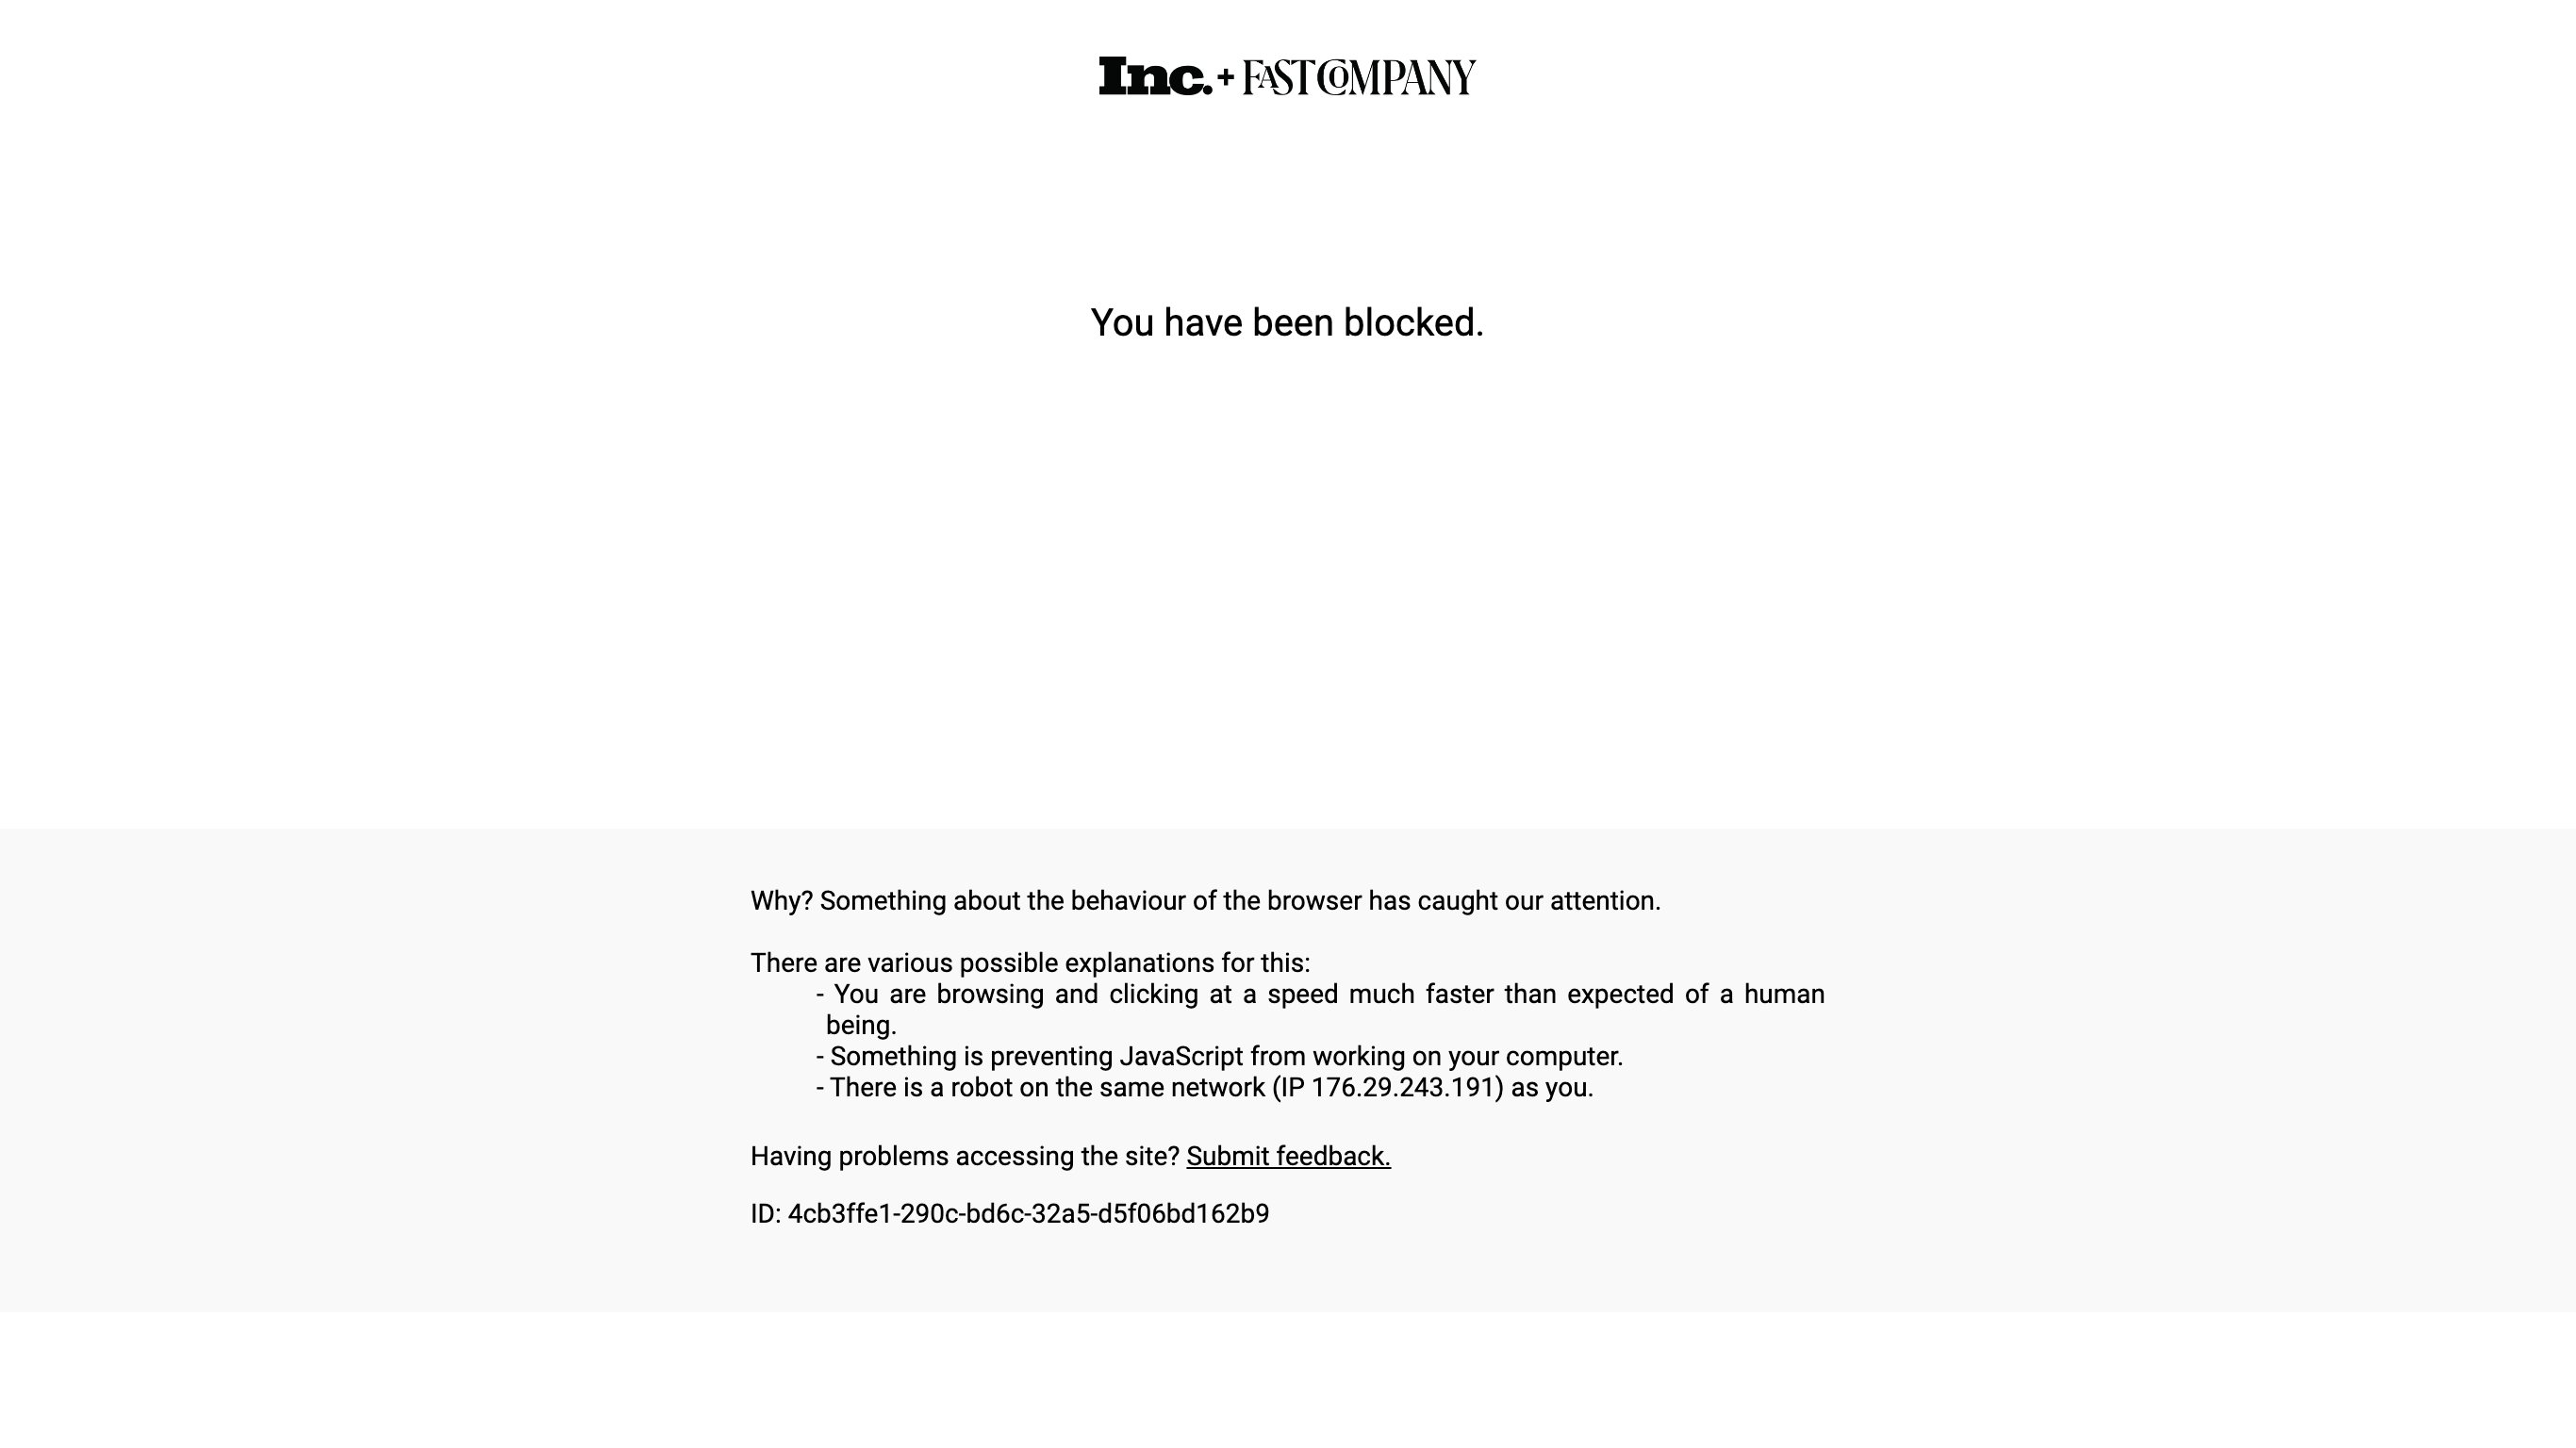 Inc.+FAST COMPANY
You have been blocked.
Why? Something about the behaviour of the browser has caught our attention.
There are various possible explanations for this:
- You are browsing and clicking at a speed much faster than expected of a human
being.
- Something is preventing JavaScript from working on your computer.
- There is a robot on the same network (IP 176.29.243.191) as you.
Having problems accessing the site? Submit feedback.
ID: 4cb3ffe1-290c-bd6c-32a5-d5f06bd162b9